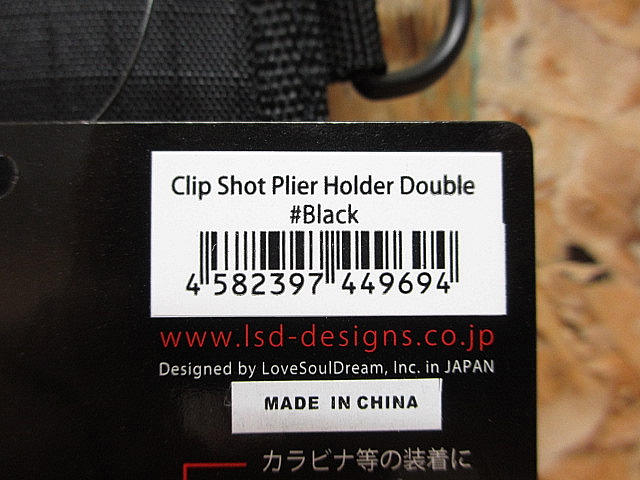 Clip Shot Plier Holder Double
#Black
4 582397 449694
www.lsd-designs.co.jp
Designed by LoveSoulDream, Inc. in JAPAN
MADE IN CHINA
カラビナ等の装着に